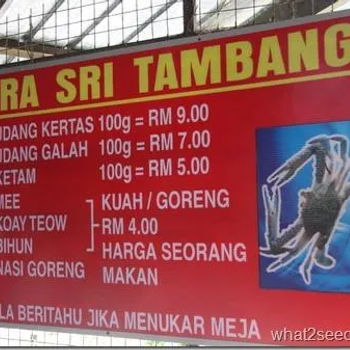 RA SRI TAMBANG
UDANG KERTAS 100g = RM 9.00
UDANG GALAH 100g = RM 7.00
KETAM 100g = RM 5.00
MEE KUAH / GORENG
KOAY TEOW RM 4.00
BIHUN HARGA SEORANG
NASI GORENG MAKAN
LA BERITAHU JIKA MENUKAR MEJA
what2seeo